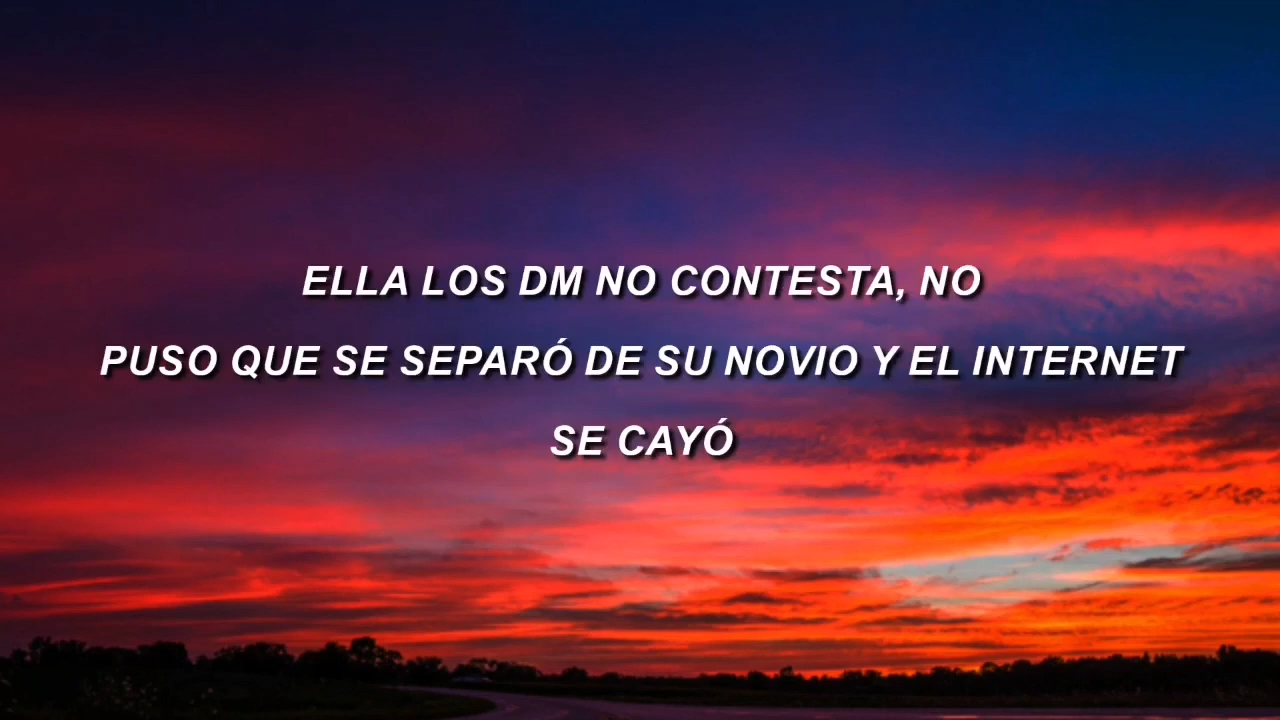 ELLA LOS DM NO CONTESTA, NO
PUSO QUE SE SEPARÓ DE SU NOVIO Y EL INTERNET
SE CAYÓ